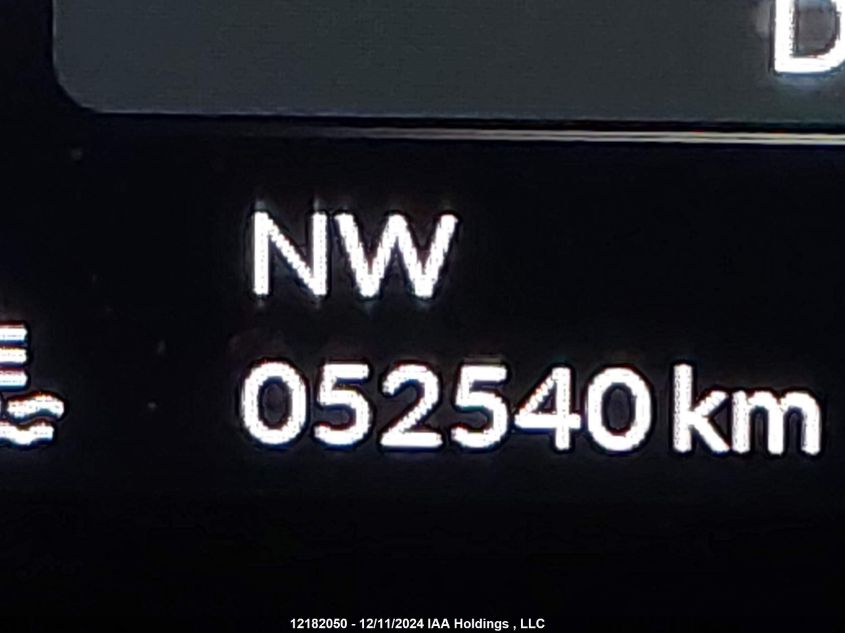 D
NW
052540 km
12182050 - 12/11/2024 IAA Holdings , LLC